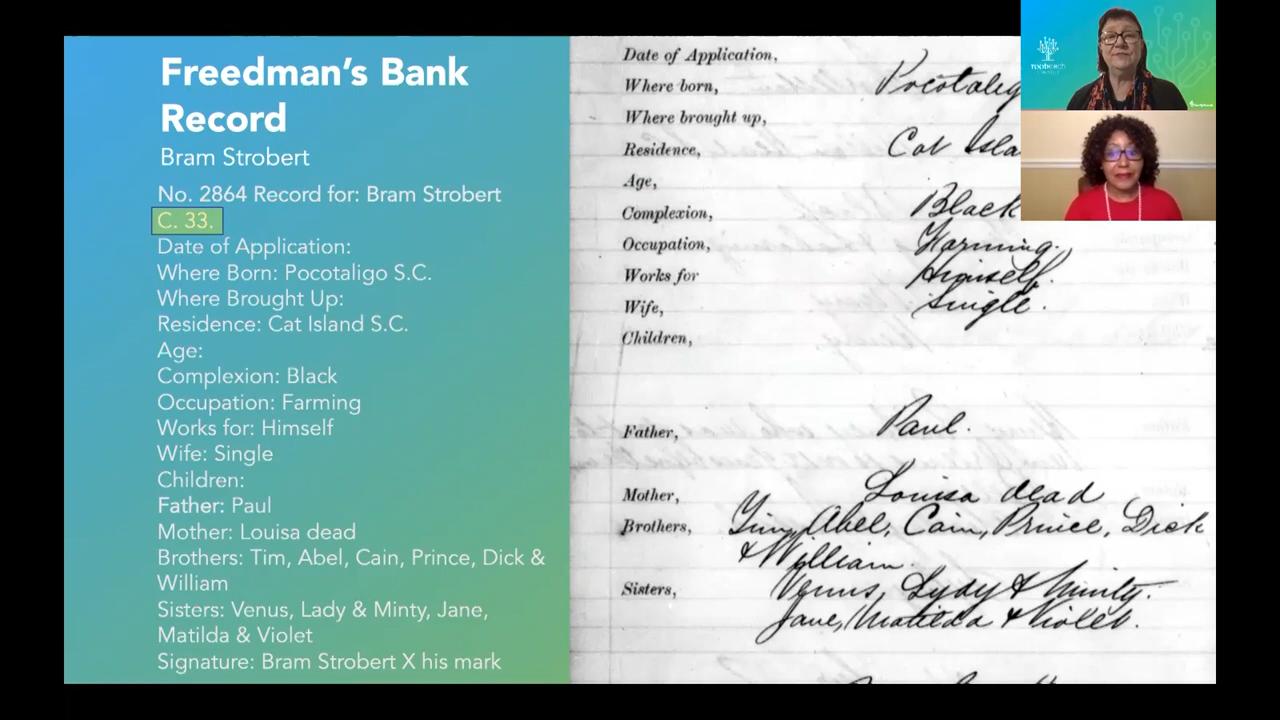 Freedman's Bank
Record
Bram Strobert
No. 2864 Record for: Bram Strobert
C. 33.
Date of Application:
Where Born: Pocotaligo S.C.
Where Brought Up:
Residence: Cat Island S.C.
Age:
Complexion: Black
Occupation: Farming
Works for: Himself
Wife: Single
Children:
Father: Paul
Mother: Louisa dead
Brothers: Tim, Abel, Cain, Prince, Dick &
William
Sisters: Venus, Lady & Minty, Jane,
Matilda & Violet
Signature: Bram Strobert X his mark
Date of Application,
Where born, Pocotalig
Where brought up,
Residence, Cat Isla
Age,
Complexion, Black
Occupation, Farming.
Works for Himself.
Wife, Single.
Children,
Father, Paul.
Mother, Louisa dead
Brothers, Tim, Abel, Cain, Prince, Dick
& William.
Sisters, Venus, Lydy & Minty.
Jane, Matilda & Violet.
rootstech